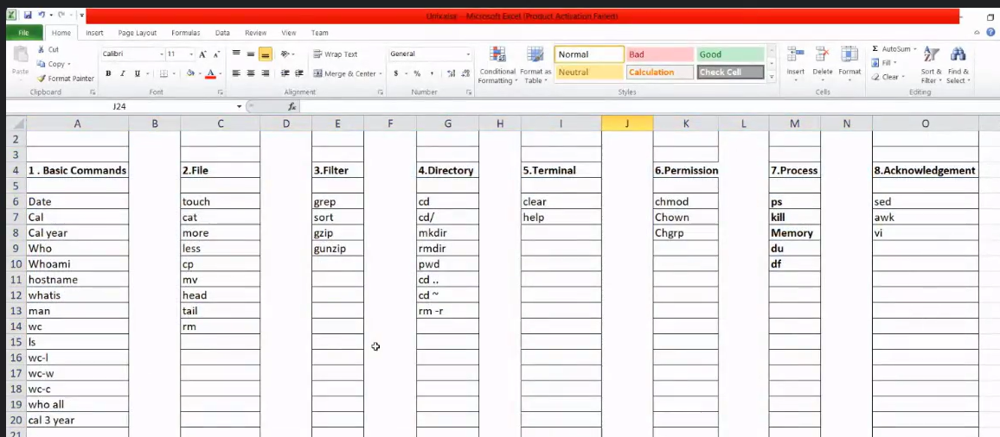 Unix.xlsx - Microsoft Excel (Product Activation Failed)
File Home Insert Page Layout Formulas Data Review View Team
Cut
Copy
Format Painter
Paste
Clipboard
Calibri 11
B I U
Font
Wrap Text
Merge & Center
Alignment
General
$ % ,
Number
Conditional Formatting
Format as Table
Normal Bad Good
Neutral Calculation Check Cell
Styles
Insert Delete Format
Cells
Σ AutoSum
Fill
Clear
Sort & Filter
Find & Select
Editing
J24 fx
A B C D E F G H I J K L M N O
2
3
4 1 . Basic Commands 2.File 3.Filter 4.Directory 5.Terminal 6.Permission 7.Process 8.Acknowledgement
5
6 Date touch grep cd clear chmod ps sed
7 Cal cat sort cd/ help Chown kill awk
8 Cal year more gzip mkdir Chgrp Memory vi
9 Who less gunzip rmdir du
10 Whoami cp pwd df
11 hostname mv cd ..
12 whatis head cd ~
13 man tail rm -r
14 wc rm
15 ls
16 wc-l
17 wc-w
18 wc-c
19 who all
20 cal 3 year
21